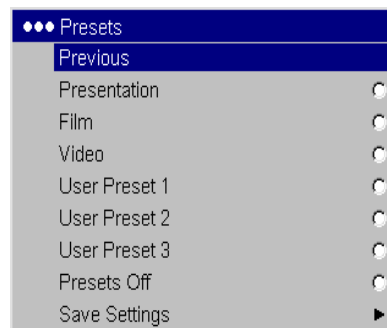 Presets
Previous
Presentation
Film
Video
User Preset 1
User Preset 2
User Preset 3
Presets Off
Save Settings